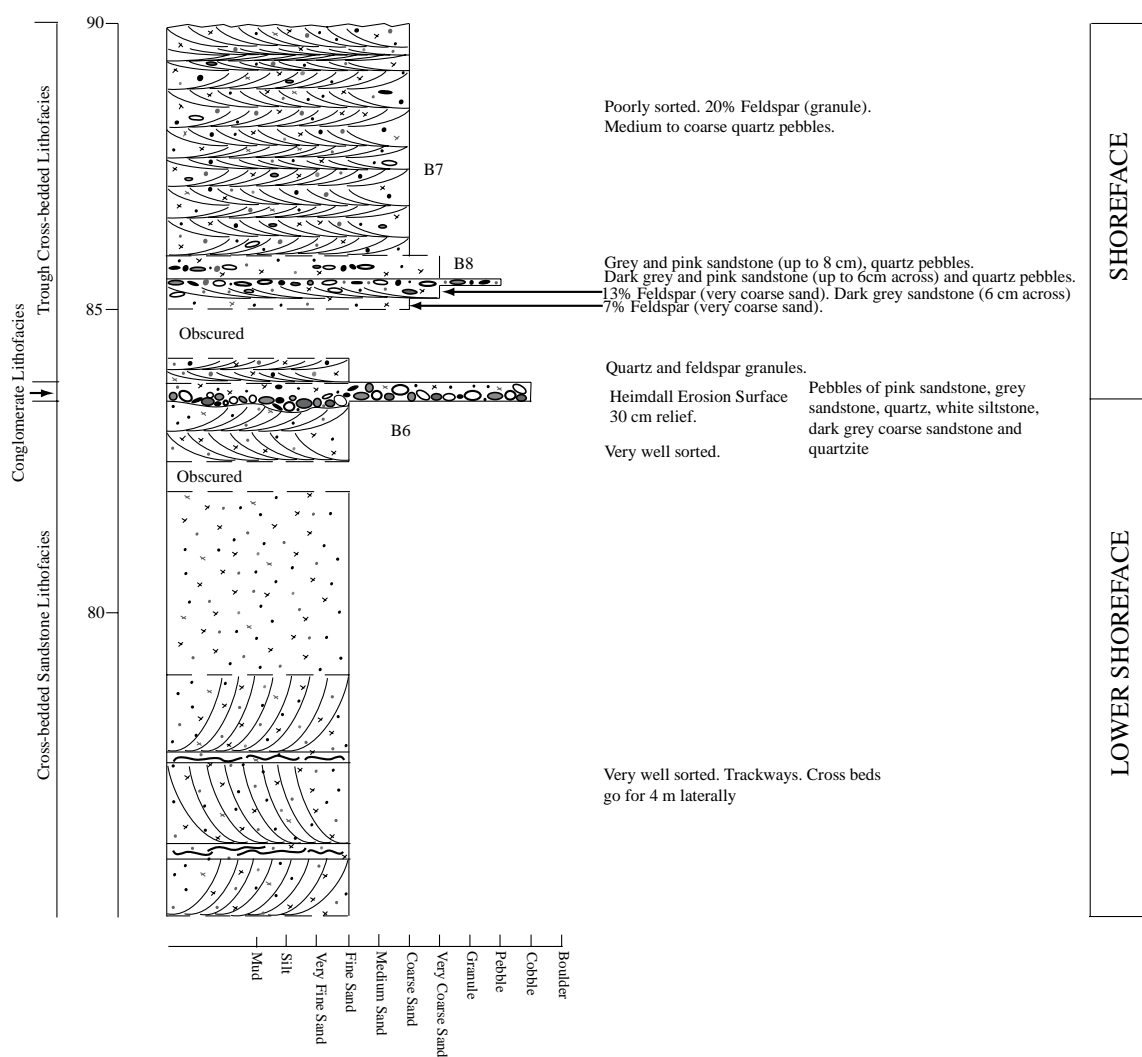 90
85
80
Trough Cross-bedded Lithofacies
Conglomerate Lithofacies
Cross-bedded Sandstone Lithofacies
B7
B8
Obscured
B6
Obscured
Poorly sorted. 20% Feldspar (granule).
Medium to coarse quartz pebbles.
Grey and pink sandstone (up to 8 cm), quartz pebbles.
Dark grey and pink sandstone (up to 6cm across) and quartz pebbles.
13% Feldspar (very coarse sand). Dark grey sandstone (6 cm across)
7% Feldspar (very coarse sand).
Quartz and feldspar granules.
Heimdall Erosion Surface
30 cm relief.
Very well sorted.
Pebbles of pink sandstone, grey
sandstone, quartz, white siltstone,
dark grey coarse sandstone and
quartzite
Very well sorted. Trackways. Cross beds
go for 4 m laterally
SHOREFACE
LOWER SHOREFACE
Mud
Silt
Very Fine Sand
Fine Sand
Medium Sand
Coarse Sand
Very Coarse Sand
Granule
Pebble
Cobble
Boulder